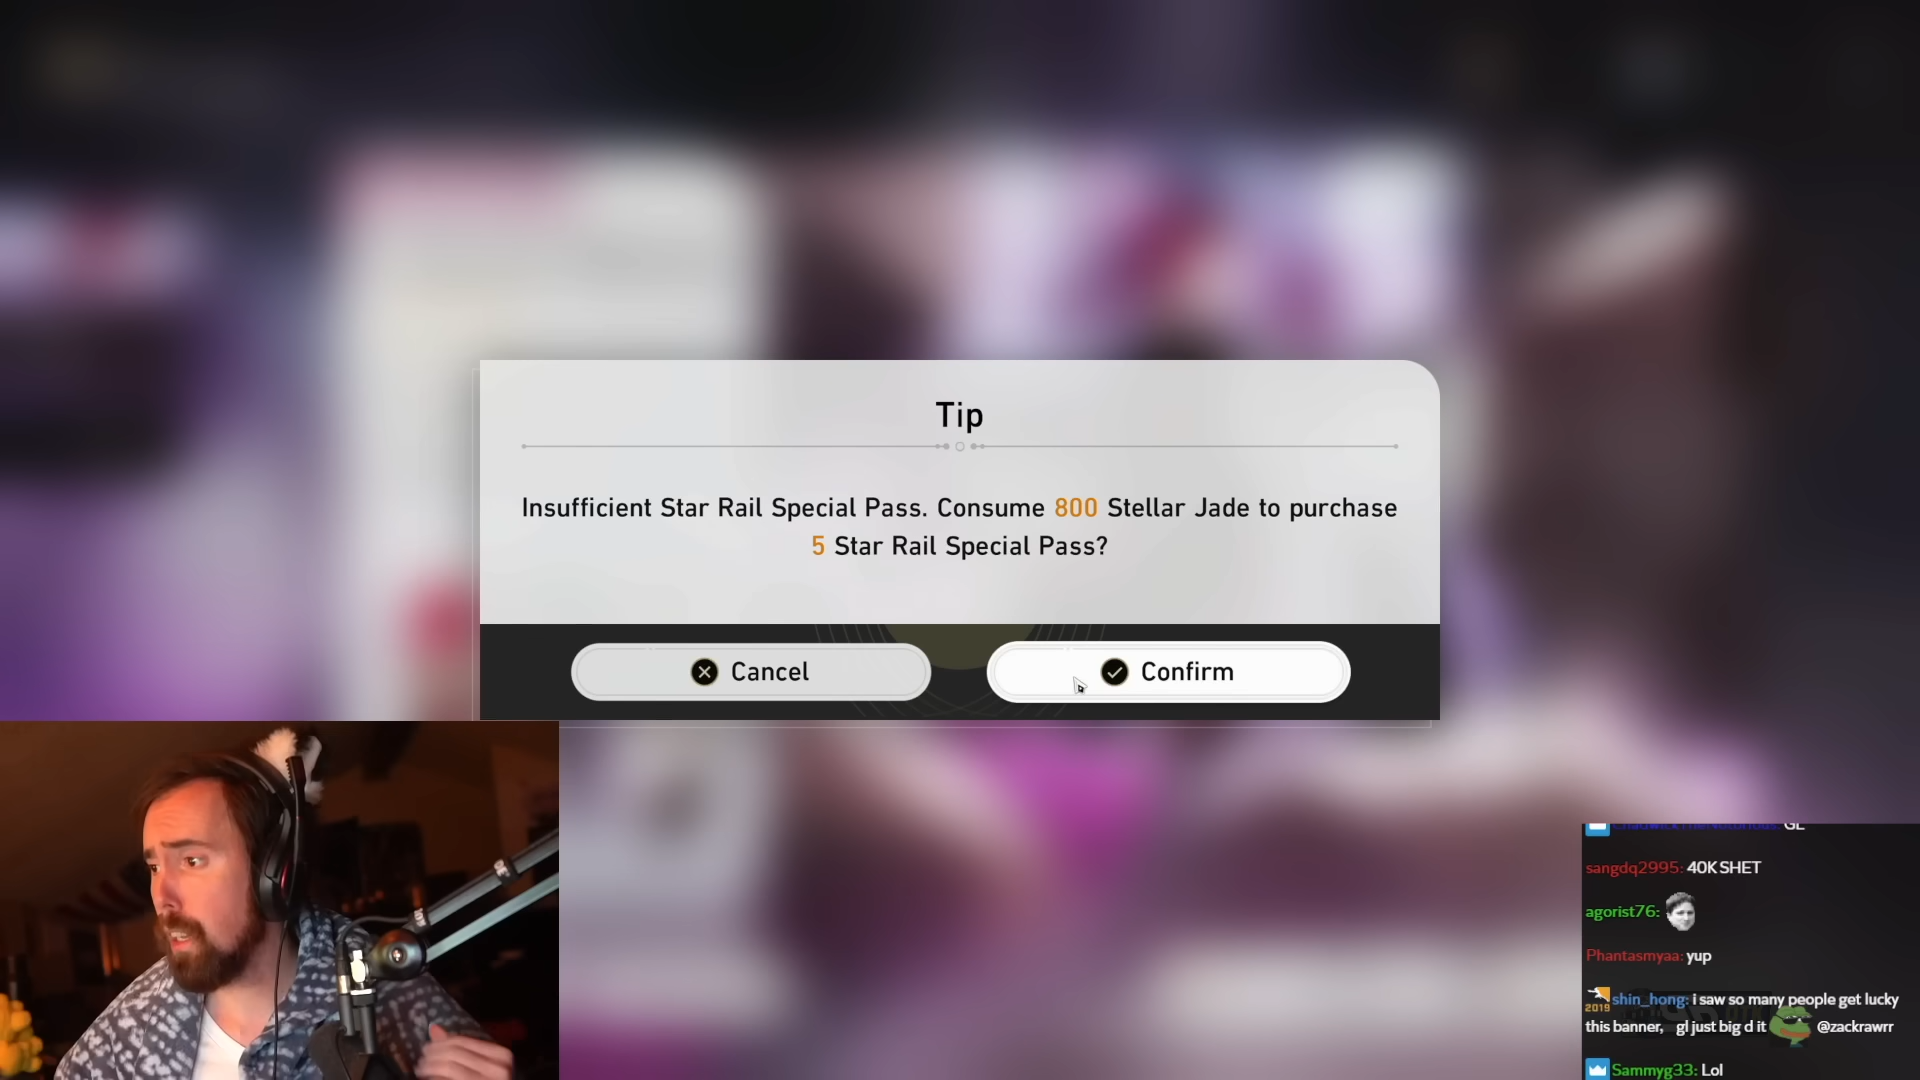 Tip
Insufficient Star Rail Special Pass. Consume 800 Stellar Jade to purchase
5 Star Rail Special Pass?
Cancel
Confirm
GL
sangdq2995: 40K SHET
agorist76:
Phantasmyaa: yup
2019 shin_hong: i saw so many people get lucky
this banner, gl just big d it @zackrawrr
Sammyg33: Lol